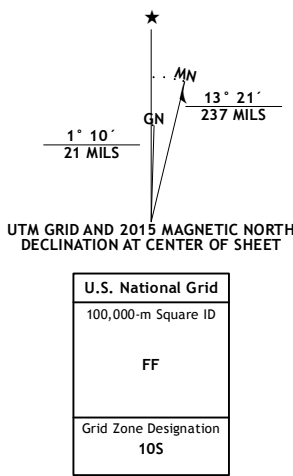 ★
MN
GN
13° 21´
237 MILS
1° 10´
21 MILS
UTM GRID AND 2015 MAGNETIC NORTH
DECLINATION AT CENTER OF SHEET
U.S. National Grid
100,000-m Square ID
FF
Grid Zone Designation
10S